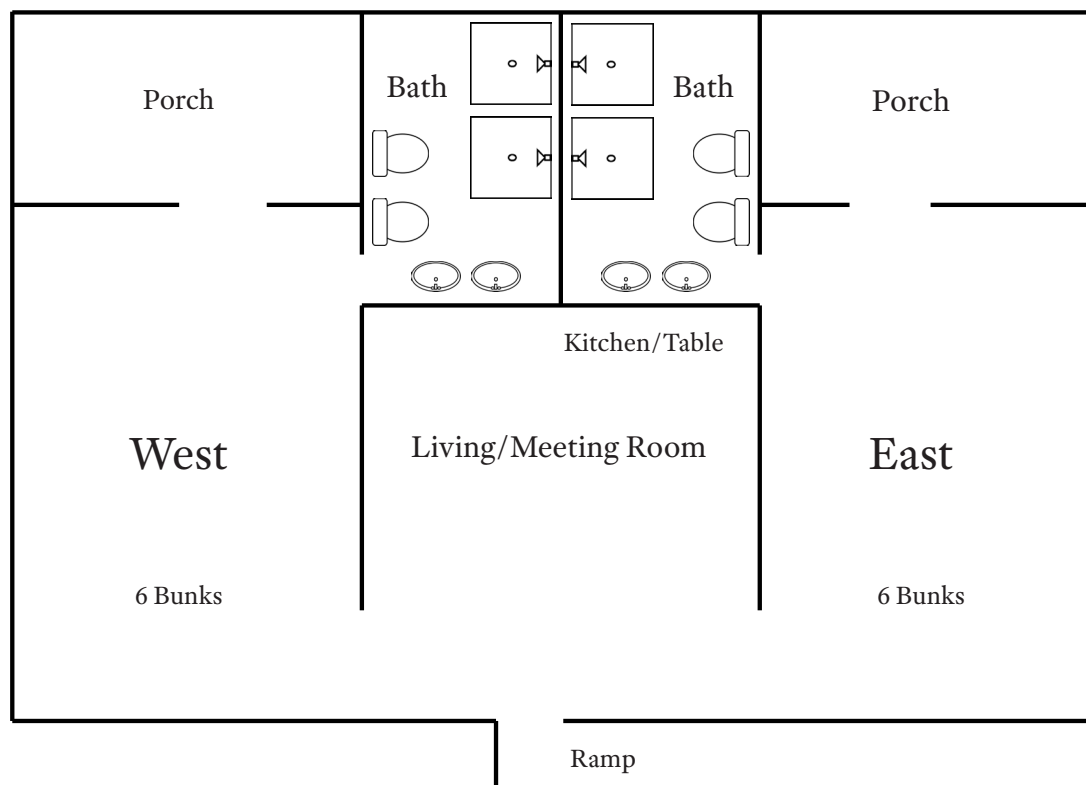 Porch
Bath
Bath
Porch
Kitchen/Table
West
Living/Meeting Room
East
6 Bunks
6 Bunks
Ramp